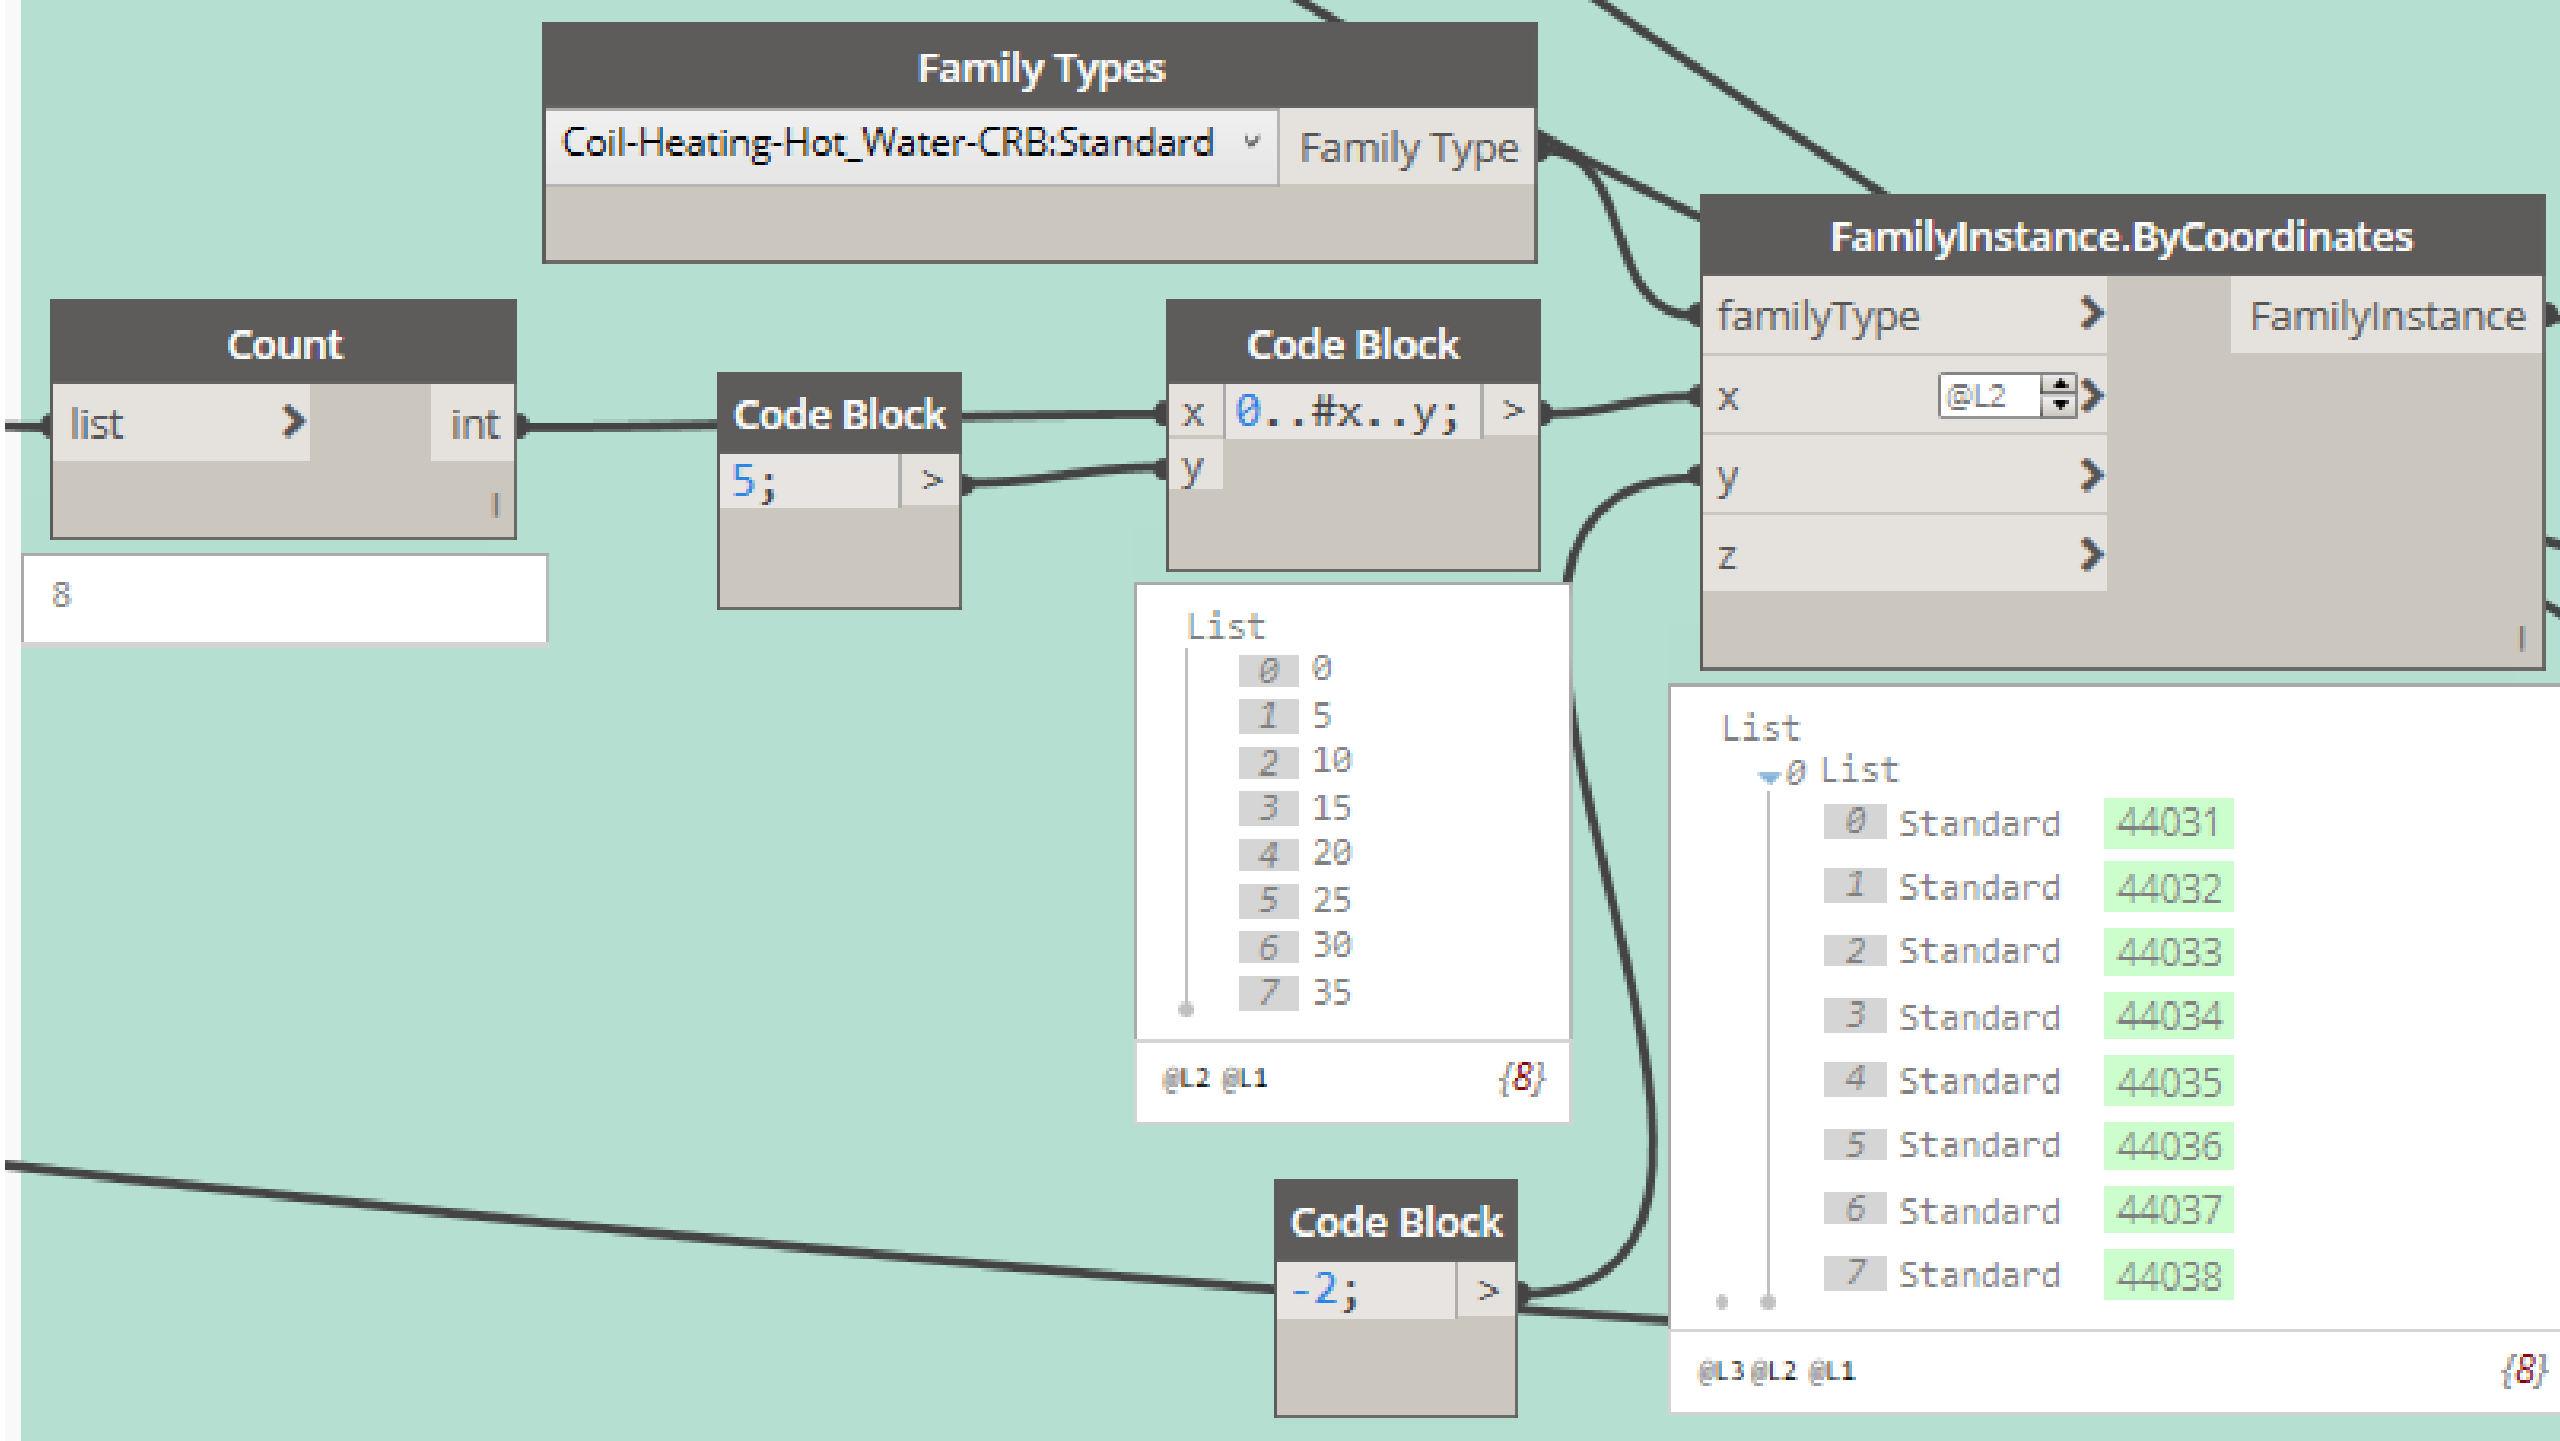 Family Types
Coil-Heating-Hot_Water-CRB:Standard Family Type
Count
list > int
l
8
Code Block
5; >
Code Block
x 0..#x..y; >
y
List
0 0
1 5
2 10
3 15
4 20
5 25
6 30
7 35
@L2 @L1 {8}
Code Block
-2; >
FamilyInstance.ByCoordinates
familyType > FamilyInstance
x @L2 >
y >
z >
l
List
0 List
0 Standard 44031
1 Standard 44032
2 Standard 44033
3 Standard 44034
4 Standard 44035
5 Standard 44036
6 Standard 44037
7 Standard 44038
@L3 @L2 @L1 {8}